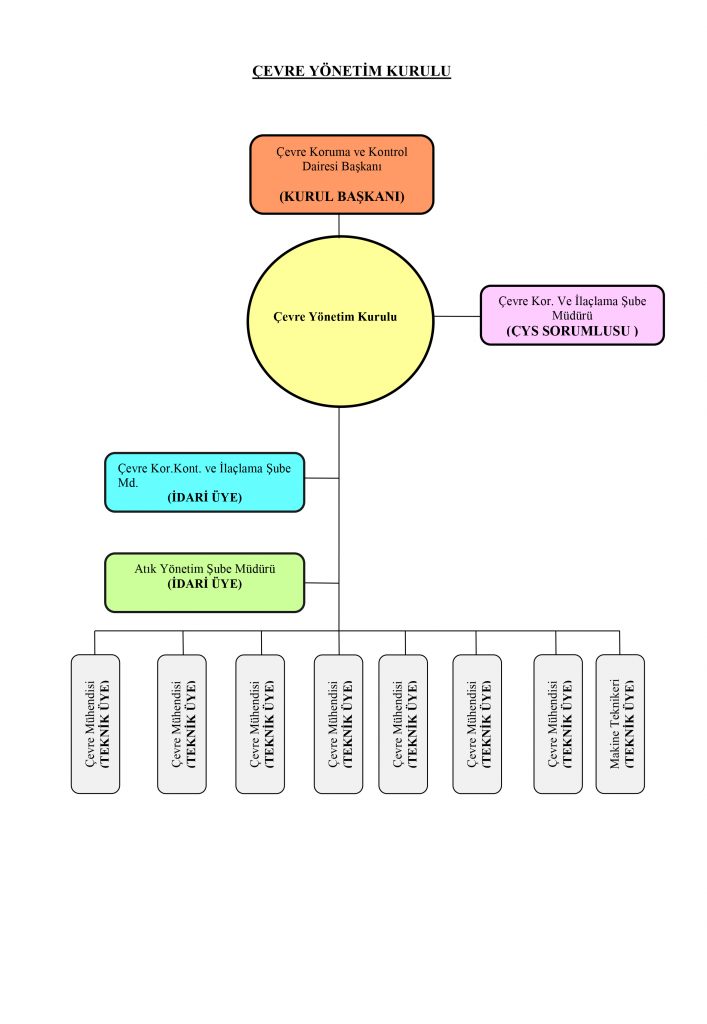 ÇEVRE YÖNETİM KURULU
Çevre Koruma ve Kontrol
Dairesi Başkanı
(KURUL BAŞKANI)
Çevre Kor. Ve İlaçlama Şube
Müdürü
(ÇYS SORUMLUSU )
Çevre Yönetim Kurulu
Çevre Kor.Kont. ve İlaçlama Şube
Md.
(İDARİ ÜYE)
Atık Yönetim Şube Müdürü
(İDARİ ÜYE)
Çevre Mühendisi
(TEKNİK ÜYE)
Çevre Mühendisi
(TEKNİK ÜYE)
Çevre Mühendisi
(TEKNİK ÜYE)
Çevre Mühendisi
(TEKNİK ÜYE)
Çevre Mühendisi
(TEKNİK ÜYE)
Çevre Mühendisi
(TEKNİK ÜYE)
Çevre Mühendisi
(TEKNİK ÜYE)
Makine Teknikeri
(TEKNİK ÜYE)